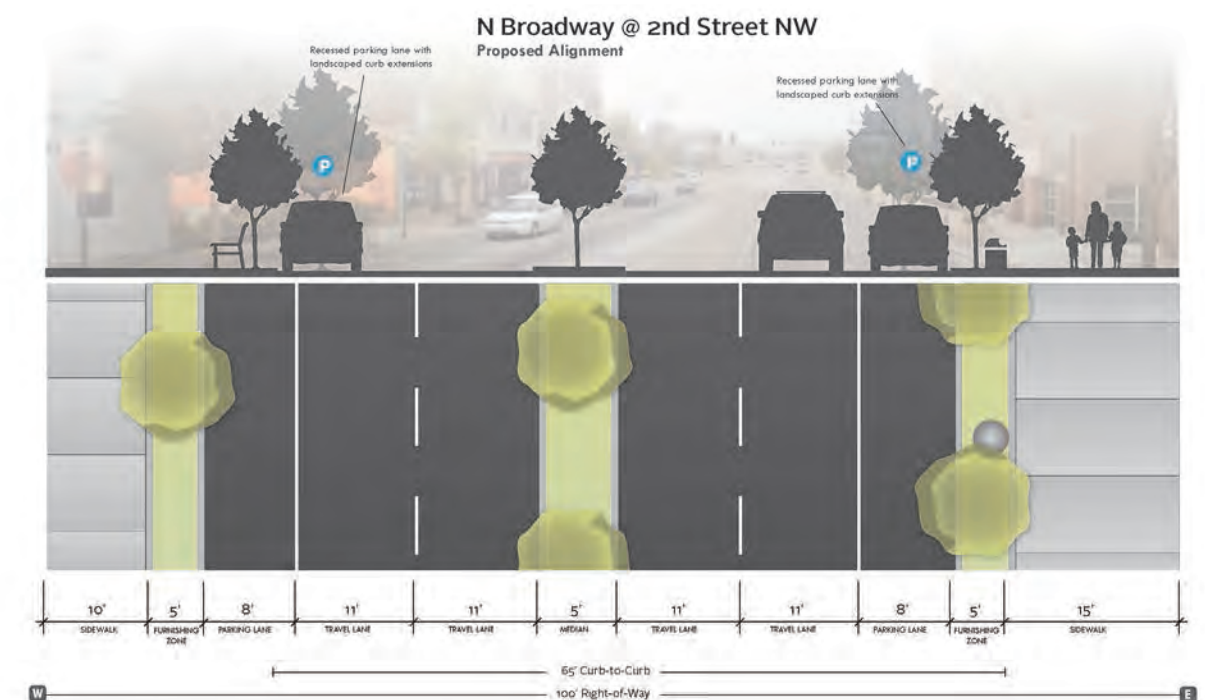 N Broadway @ 2nd Street NW
Proposed Alignment
Recessed parking lane with
landscaped curb extensions
Recessed parking lane with
landscaped curb extensions
P
P
10' 5' 8' 11' 11' 5' 11' 11' 8' 5' 15'
SIDEWALK FURNISHING ZONE PARKING LANE TRAVEL LANE TRAVEL LANE MEDIAN TRAVEL LANE TRAVEL LANE PARKING LANE FURNISHING ZONE SIDEWALK
65' Curb-to-Curb
W 100' Right-of-Way E